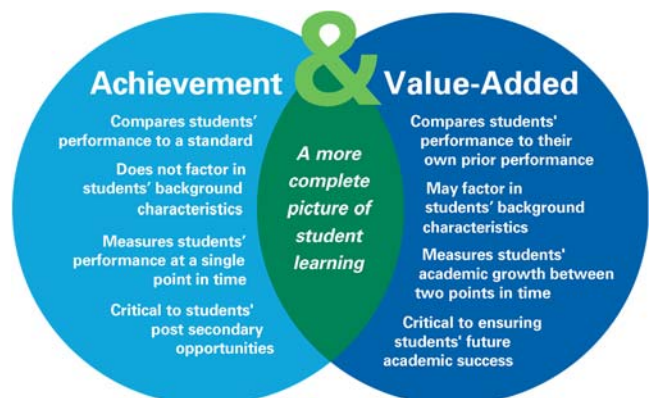 &
Achievement
Compares students'
performance to a standard
Does not factor in
students' background
characteristics
Measures students'
performance at a single
point in time
Critical to students'
post secondary
opportunities
A more
complete
picture of
student
learning
Value-Added
Compares students'
performance to their
own prior performance
May factor in
students' background
characteristics
Measures students'
academic growth between
two points in time
Critical to ensuring
students' future
academic success